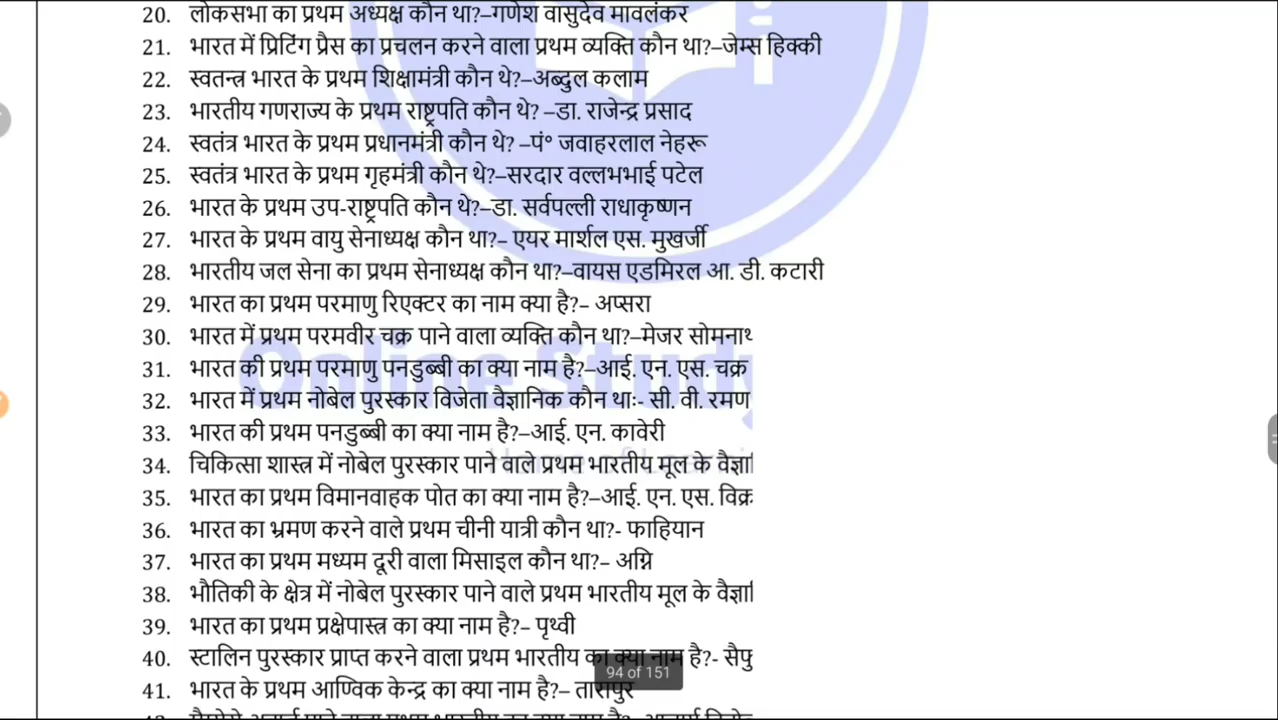 20. लोकसभा का प्रथम अध्यक्ष कौन था?–गणेश वासुदेव मावलंकर
21. भारत में प्रिटिंग प्रैस का प्रचलन करने वाला प्रथम व्यक्ति कौन था?–जेम्स हिक्की
22. स्वतन्त्र भारत के प्रथम शिक्षामंत्री कौन थे?–अब्दुल कलाम
23. भारतीय गणराज्य के प्रथम राष्ट्रपति कौन थे? –डा. राजेन्द्र प्रसाद
24. स्वतंत्र भारत के प्रथम प्रधानमंत्री कौन थे? –पं° जवाहरलाल नेहरू
25. स्वतंत्र भारत के प्रथम गृहमंत्री कौन थे?–सरदार वल्लभभाई पटेल
26. भारत के प्रथम उप-राष्ट्रपति कौन थे?–डा. सर्वपल्ली राधाकृष्णन
27. भारत के प्रथम वायु सेनाध्यक्ष कौन था?– एयर मार्शल एस. मुखर्जी
28. भारतीय जल सेना का प्रथम सेनाध्यक्ष कौन था?–वायस एडमिरल आ. डी. कटारी
29. भारत का प्रथम परमाणु रिएक्टर का नाम क्या है?– अप्सरा
30. भारत में प्रथम परमवीर चक्र पाने वाला व्यक्ति कौन था?–मेजर
31. भारत की प्रथम परमाणु पनडुब्बी का क्या नाम है?–आई. एन. एस. चक्र
32. भारत में प्रथम नोबेल पुरस्कार विजेता वैज्ञानिक कौन थाः- सी. वी. रमण
33. भारत की प्रथम पनडुब्बी का क्या नाम है?–आई. एन. कावेरी
34. चिकित्सा शास्त्र में नोबेल पुरस्कार पाने वाले प्रथम भारतीय मूल के
35. भारत का प्रथम विमानवाहक पोत का क्या नाम है?–आई. एन. एस.
36. भारत का भ्रमण करने वाले प्रथम चीनी यात्री कौन था?- फाहियान
37. भारत का प्रथम मध्यम दूरी वाला मिसाइल कौन था?– अग्नि
38. भौतिकी के क्षेत्र में नोबेल पुरस्कार पाने वाले प्रथम भारतीय मूल के
39. भारत का प्रथम प्रक्षेपास्त्र का क्या नाम है?– पृथ्वी
40. स्टालिन पुरस्कार प्राप्त करने वाला प्रथम भारतीय का क्या नाम है?-
94 of 151
41. भारत के प्रथम आण्विक केन्द्र का क्या नाम है?– तारापुर
Online Study